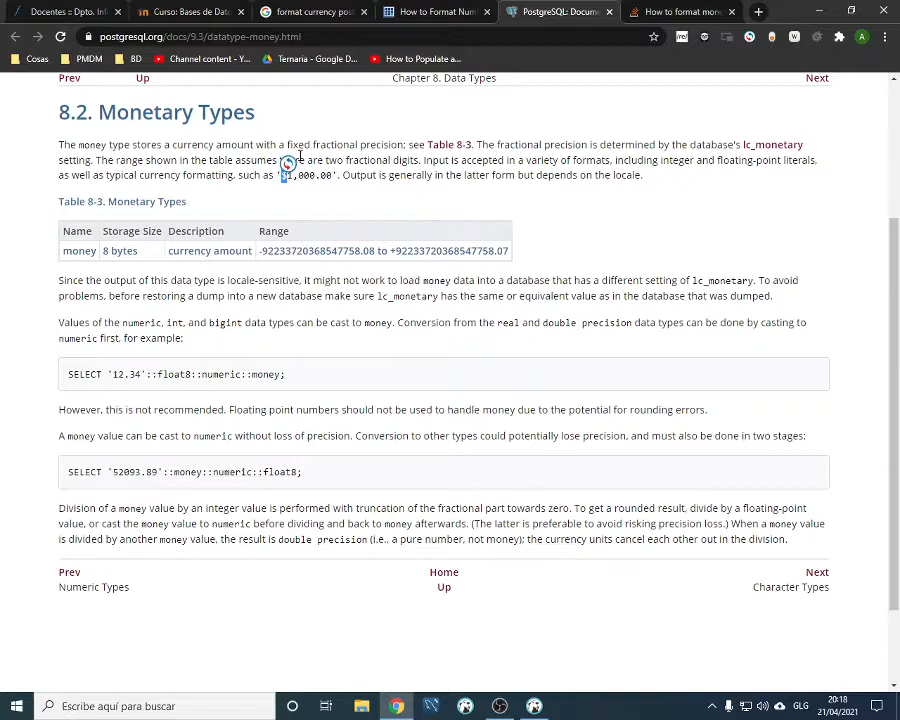 Docentes – Dpto. Info
Curso: Bases de Dato
format currency post
How to Format Num
PostgreSQL: Docume
How to format mone
postgresql.org/docs/9.3/datatype-money.html
Cosas
PMDM
BD
Channel content - Y...
Ternaria - Google D...
How to Populate a...
Prev
Up
Chapter 8. Data Types
Next
8.2. Monetary Types
The money type stores a currency amount with a fixed fractional precision; see Table 8-3. The fractional precision is determined by the database's lc_monetary
setting. The range shown in the table assumes are two fractional digits. Input is accepted in a variety of formats, including integer and floating-point literals,
as well as typical currency formatting, such as '$1,000.00'. Output is generally in the latter form but depends on the locale.
Table 8-3. Monetary Types
Name Storage Size Description Range
money 8 bytes currency amount -92233720368547758.08 to +92233720368547758.07
Since the output of this data type is locale-sensitive, it might not work to load money data into a database that has a different setting of lc_monetary. To avoid
problems, before restoring a dump into a new database make sure lc_monetary has the same or equivalent value as in the database that was dumped.
Values of the numeric, int, and bigint data types can be cast to money. Conversion from the real and double precision data types can be done by casting to
numeric first, for example:
SELECT '12.34'::float8::numeric::money;
However, this is not recommended. Floating point numbers should not be used to handle money due to the potential for rounding errors.
A money value can be cast to numeric without loss of precision. Conversion to other types could potentially lose precision, and must also be done in two stages:
SELECT '52093.89'::money::numeric::float8;
Division of a money value by an integer value is performed with truncation of the fractional part towards zero. To get a rounded result, divide by a floating-point
value, or cast the money value to numeric before dividing and back to money afterwards. (The latter is preferable to avoid risking precision loss.) When a money value
is divided by another money value, the result is double precision (i.e., a pure number, not money); the currency units cancel each other out in the division.
Prev
Home
Next
Numeric Types
Up
Character Types
Escribe aquí para buscar
GLG
20:18
21/04/2021